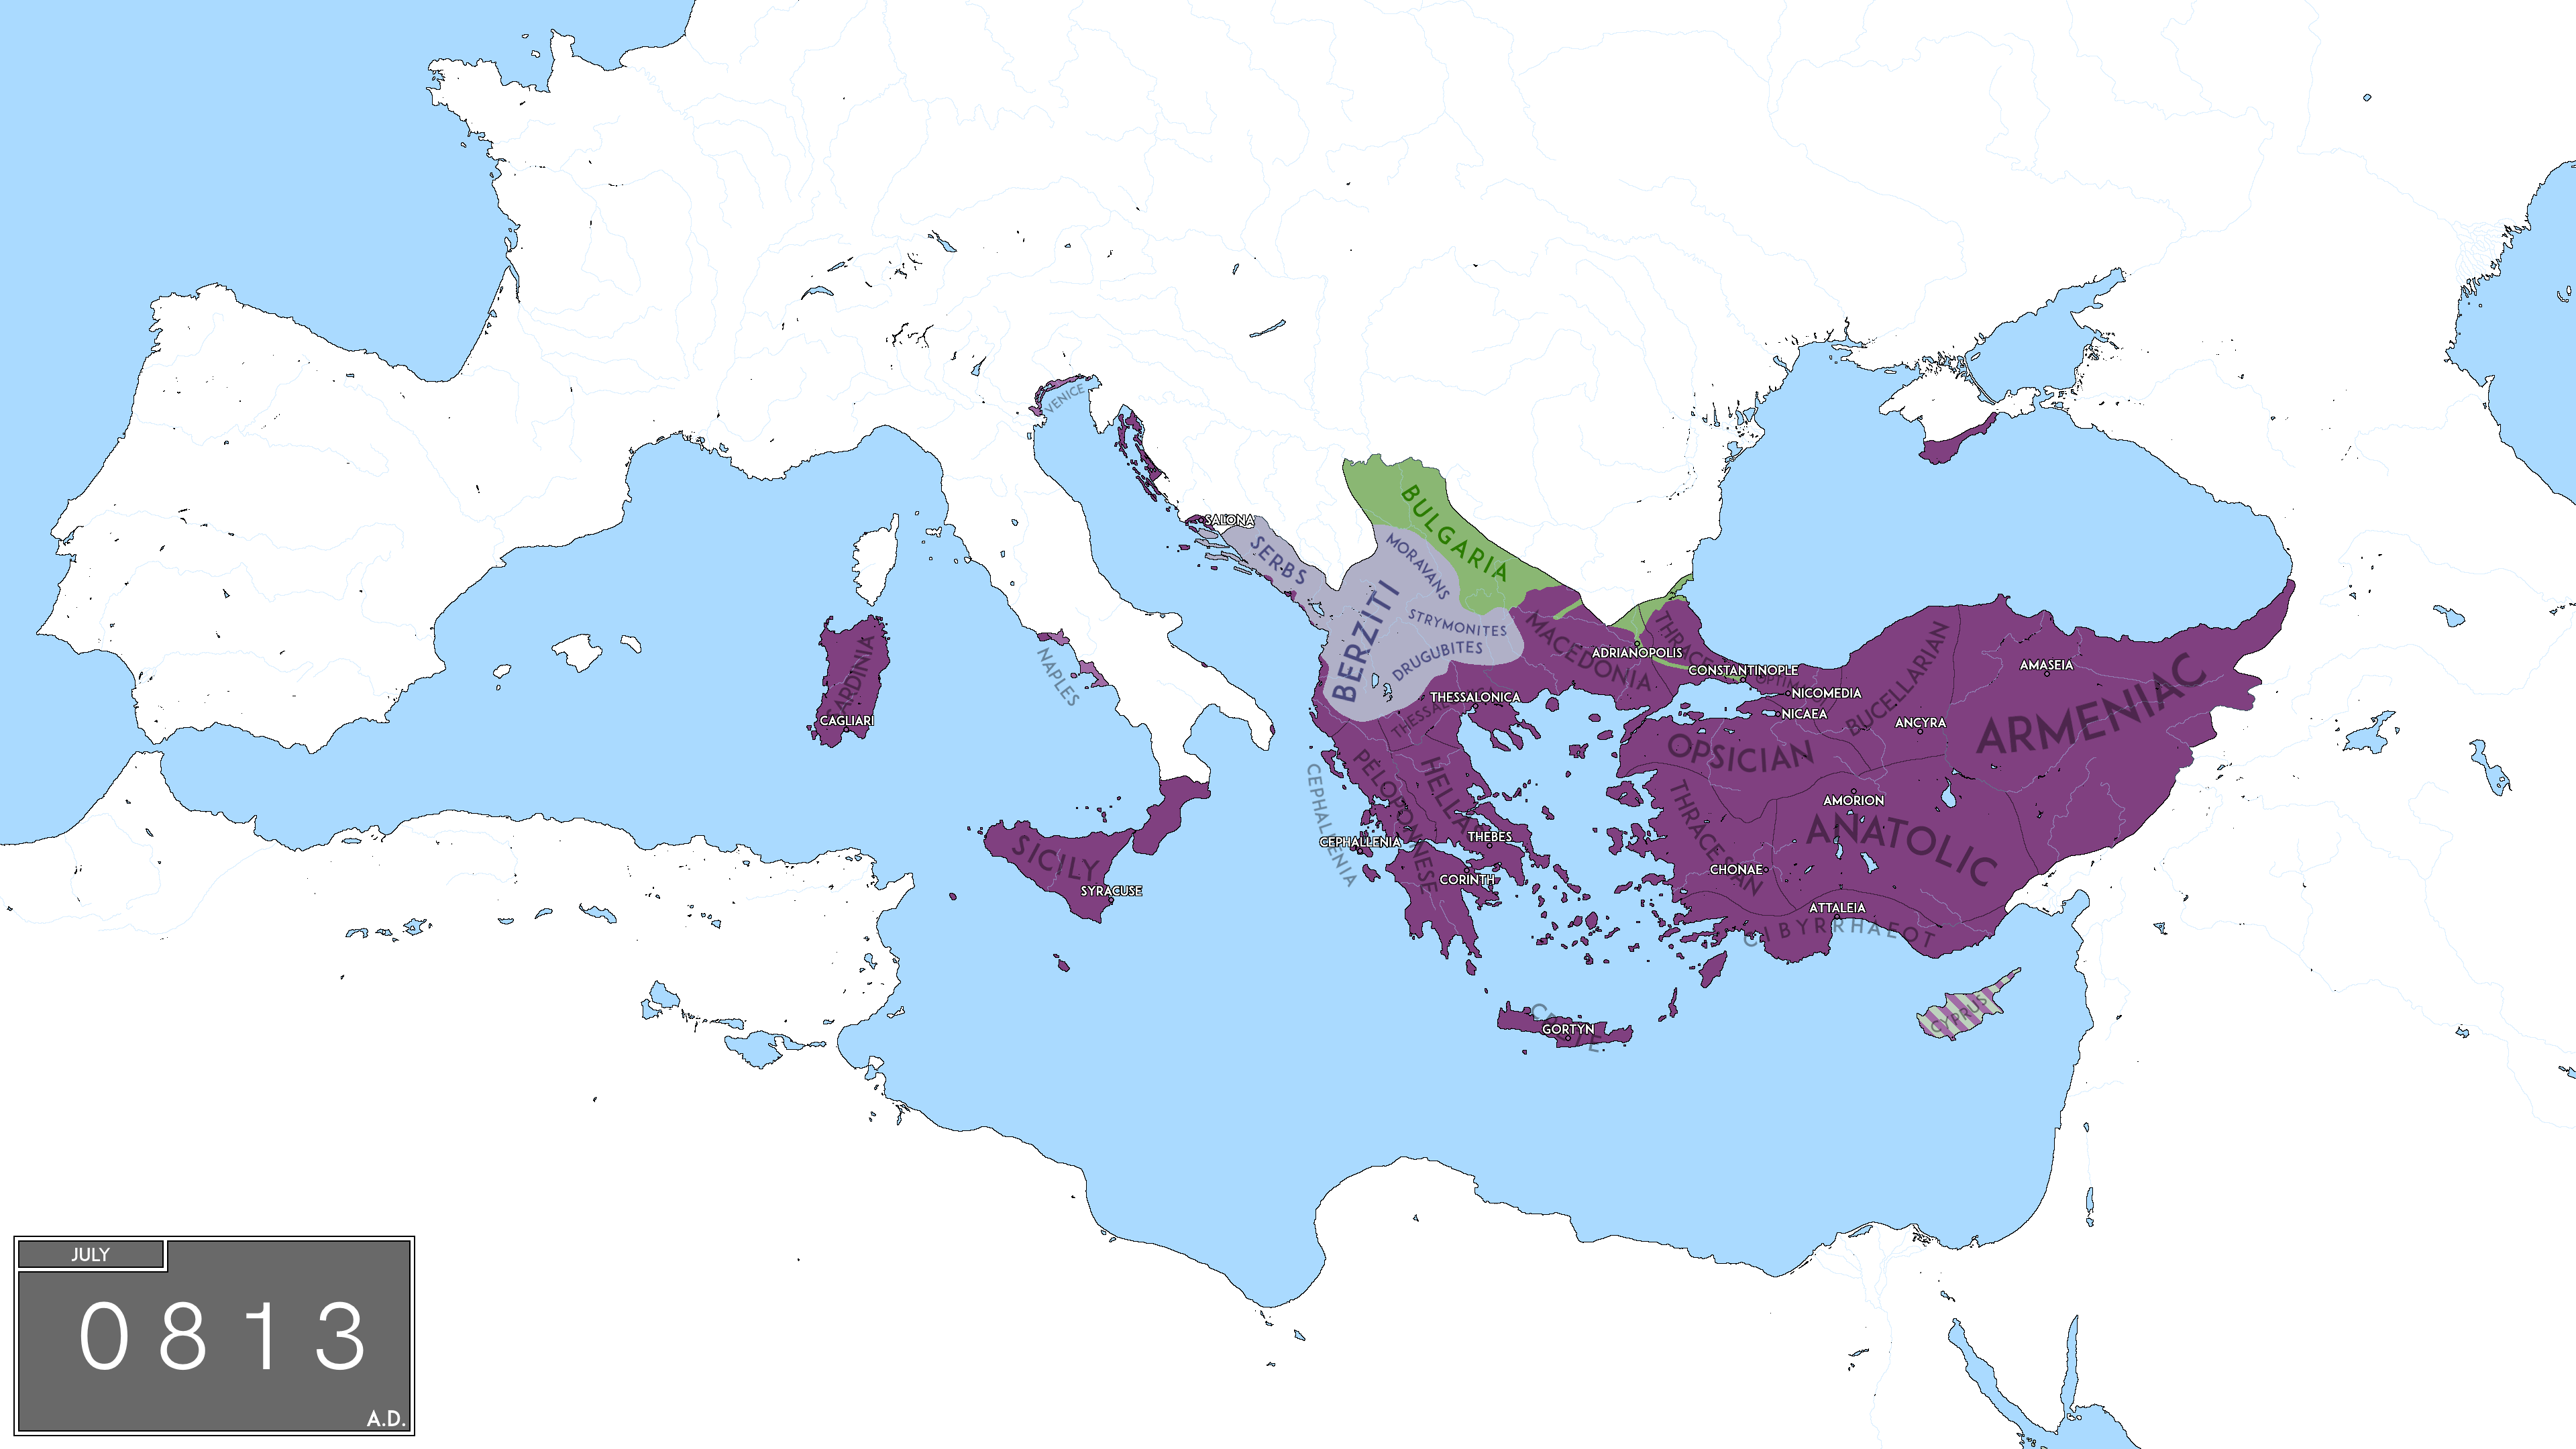 VENICE
SALONA
SERBS
BULGARIA
MORAVANS
BERZITI
STRYMONITES
DRUGUBITES
MACEDONIA
THRACE
ADRIANOPOLIS
CONSTANTINOPLE
NICOMEDIA
NICAEA
BUCELLARIAN
AMASEIA
ARMENIAC
ANCYRA
OPSICIAN
THESSALONICA
NAPLES
SARDINIA
CAGLIARI
PELOPONNESE
HELLAS
CEPHALENIA
CEPHALLENIA
THEBES
CORINTH
THRACESIAN
AMORION
ANATOLIC
CHONAE
ATTALEIA
CIBYRRHAEOT
SICILY
SYRACUSE
CRETE
GORTYN
CYPRUS
JULY
0813
A.D.